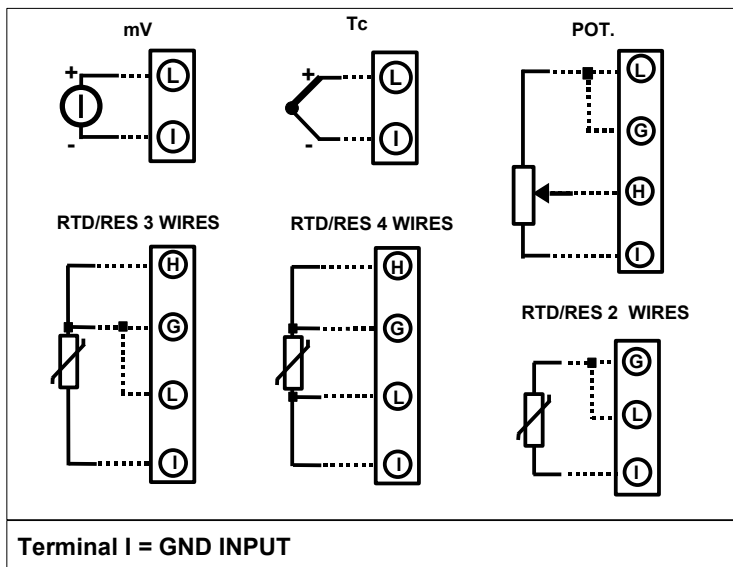 mV
Tc
POT.
+
L
I
-
I
+
L
-
I
L
G
H
I
RTD/RES 3 WIRES
H
G
L
I
RTD/RES 4 WIRES
H
G
L
I
RTD/RES 2 WIRES
G
L
I
Terminal I = GND INPUT